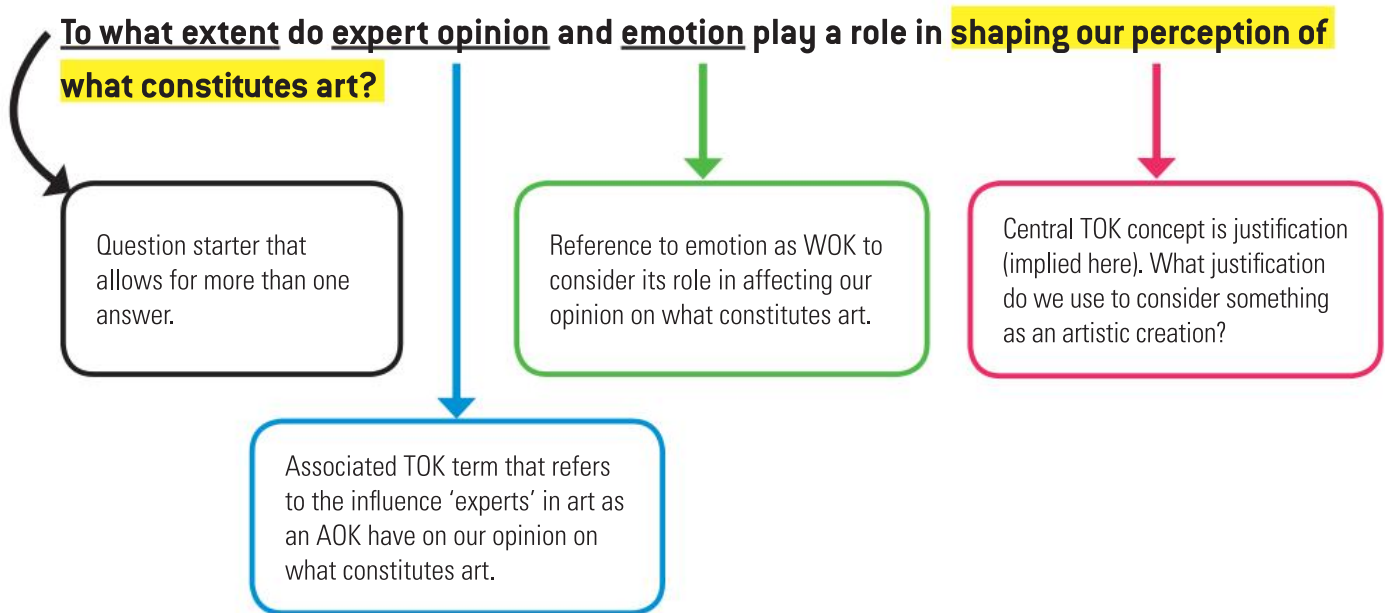 To what extent do expert opinion and emotion play a role in shaping our perception of
what constitutes art?
Question starter that
allows for more than one
answer.
Reference to emotion as WOK to
consider its role in affecting our
opinion on what constitutes art.
Central TOK concept is justification
(implied here). What justification
do we use to consider something
as an artistic creation?
Associated TOK term that refers
to the influence ‘experts’ in art as
an AOK have on our opinion on
what constitutes art.